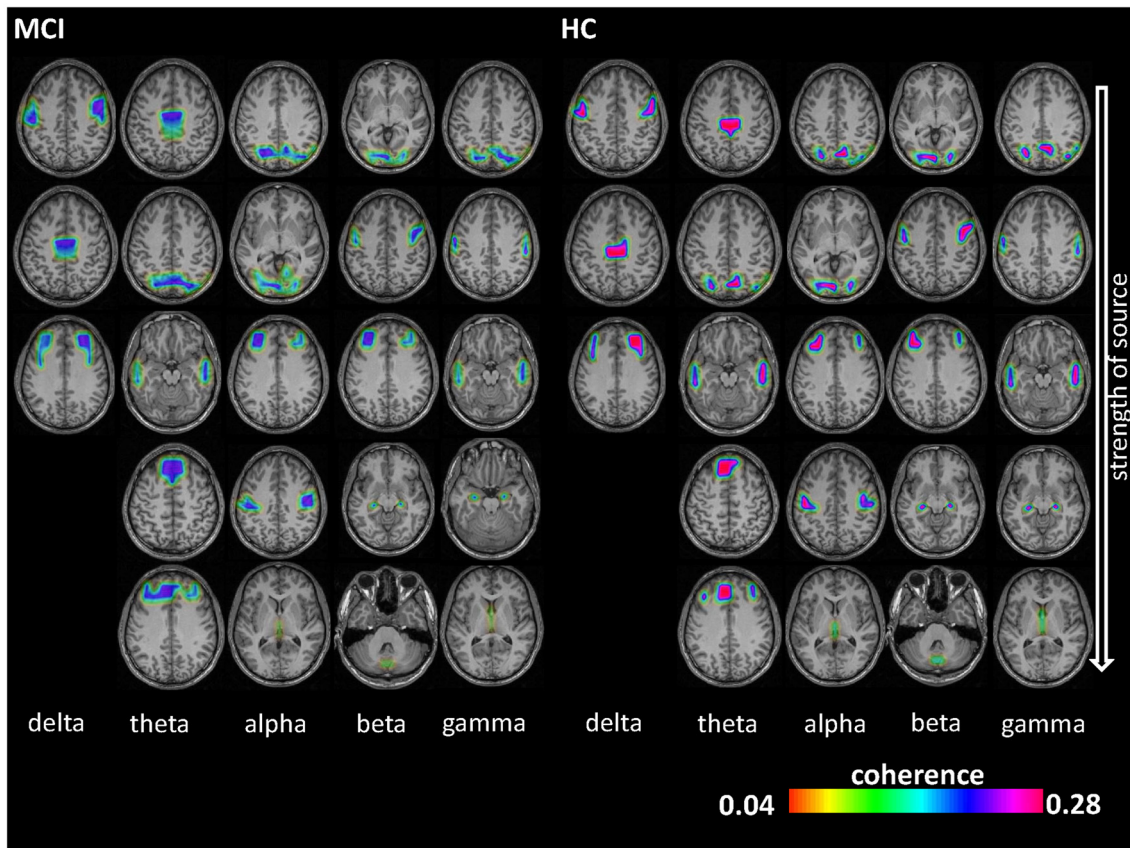 MCI
HC
strength of source
delta
theta
alpha
beta
gamma
delta
theta
alpha
beta
gamma
coherence
0.04
0.28